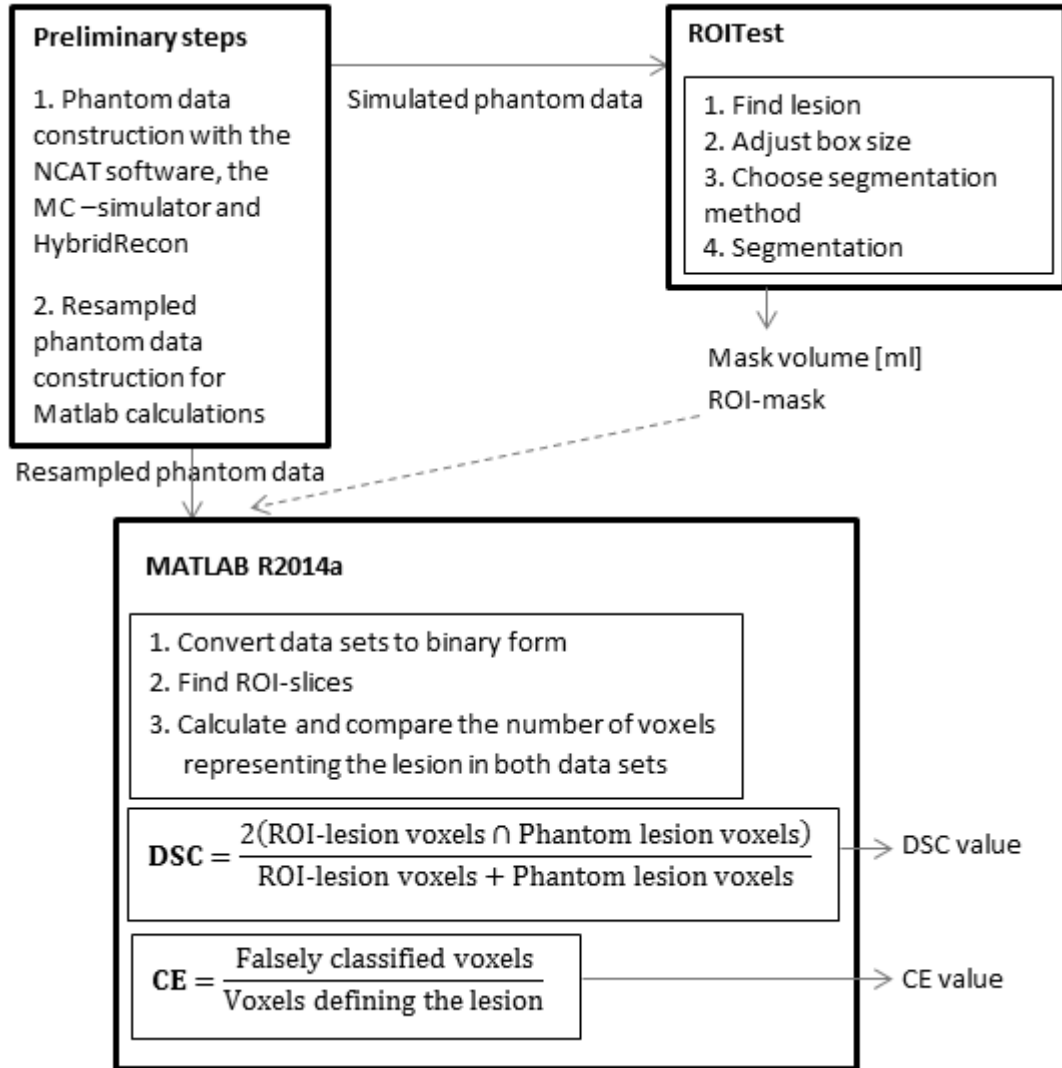 Preliminary steps
1. Phantom data
construction with the
NCAT software, the
MC –simulator and
HybridRecon
2. Resampled
phantom data
construction for
Matlab calculations
Simulated phantom data
ROITest
1. Find lesion
2. Adjust box size
3. Choose segmentation
method
4. Segmentation
Mask volume [ml]
ROI-mask
Resampled phantom data
MATLAB R2014a
1. Convert data sets to binary form
2. Find ROI-slices
3. Calculate and compare the number of voxels
representing the lesion in both data sets
DSC = 2(ROI-lesion voxels ∩ Phantom lesion voxels)
ROI-lesion voxels + Phantom lesion voxels
DSC value
CE = Falsely classified voxels
Voxels defining the lesion
CE value